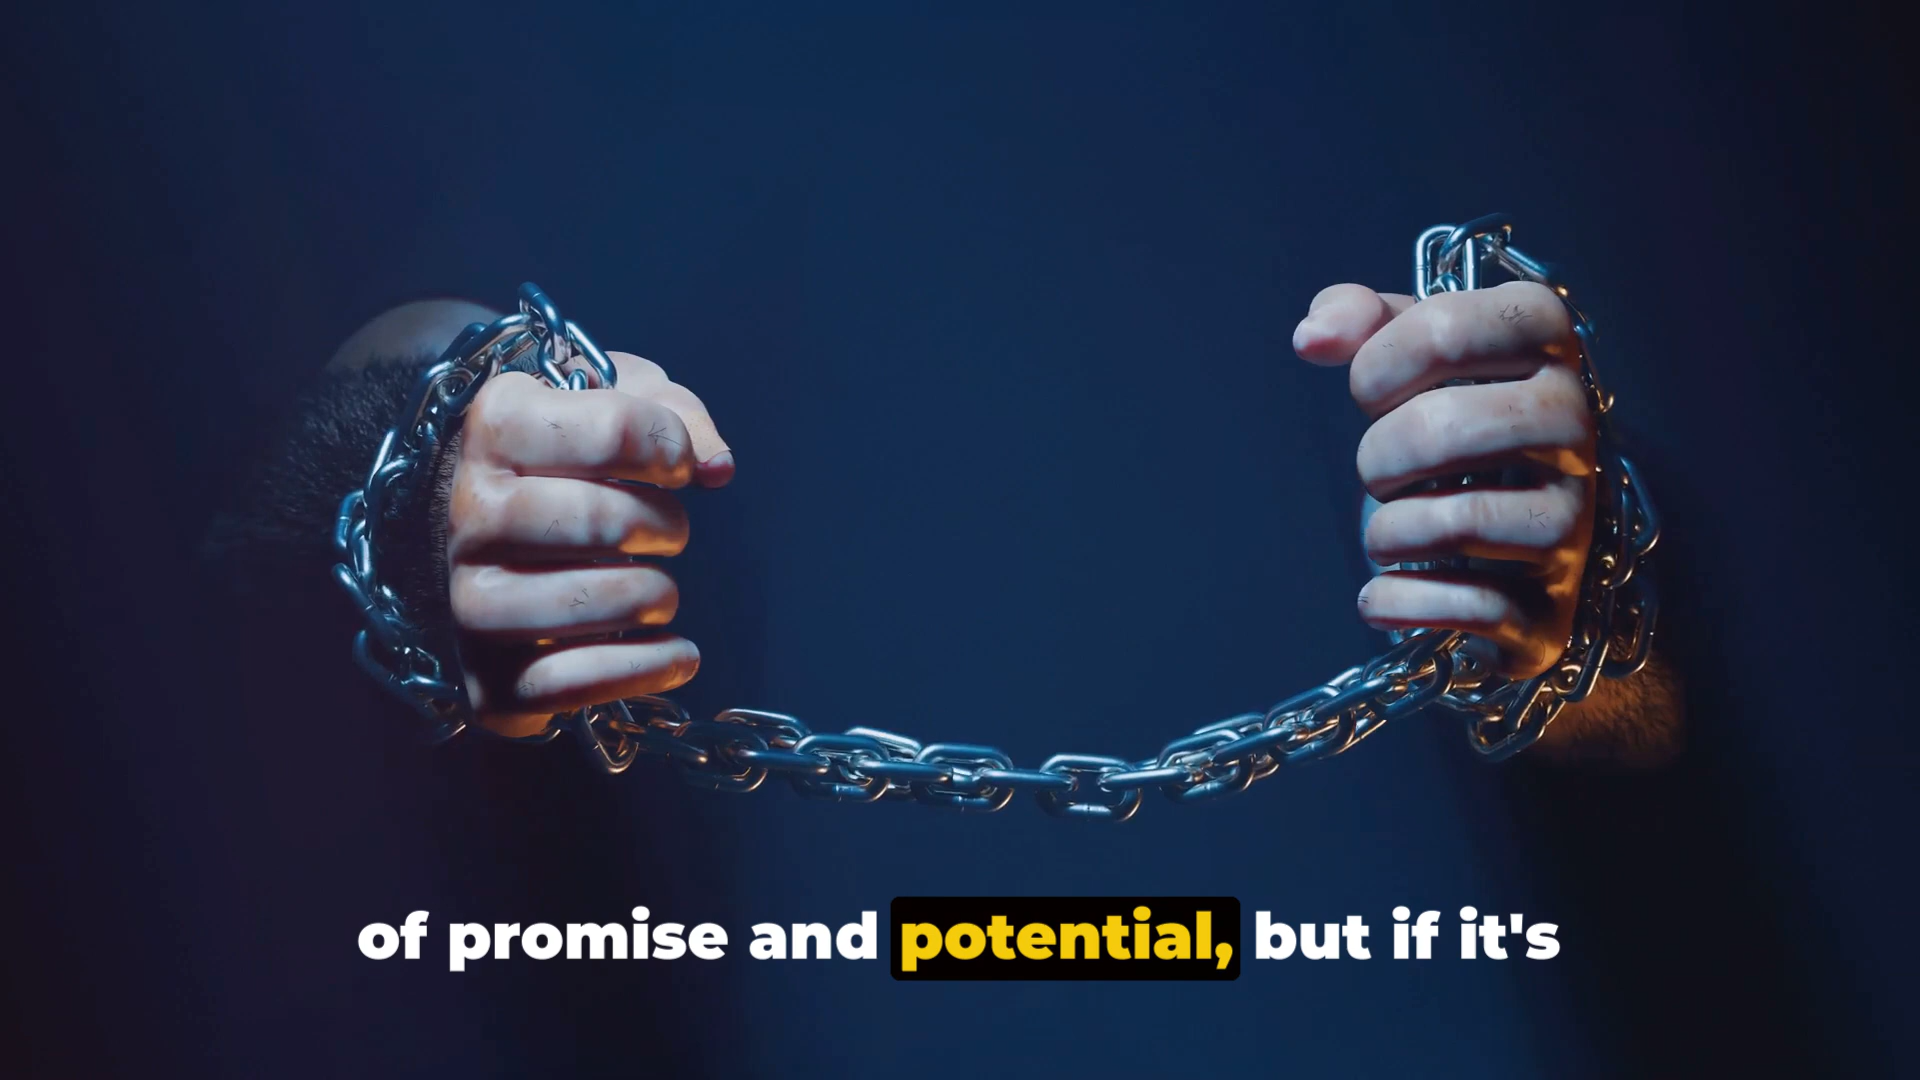 of promise and potential, but if it's